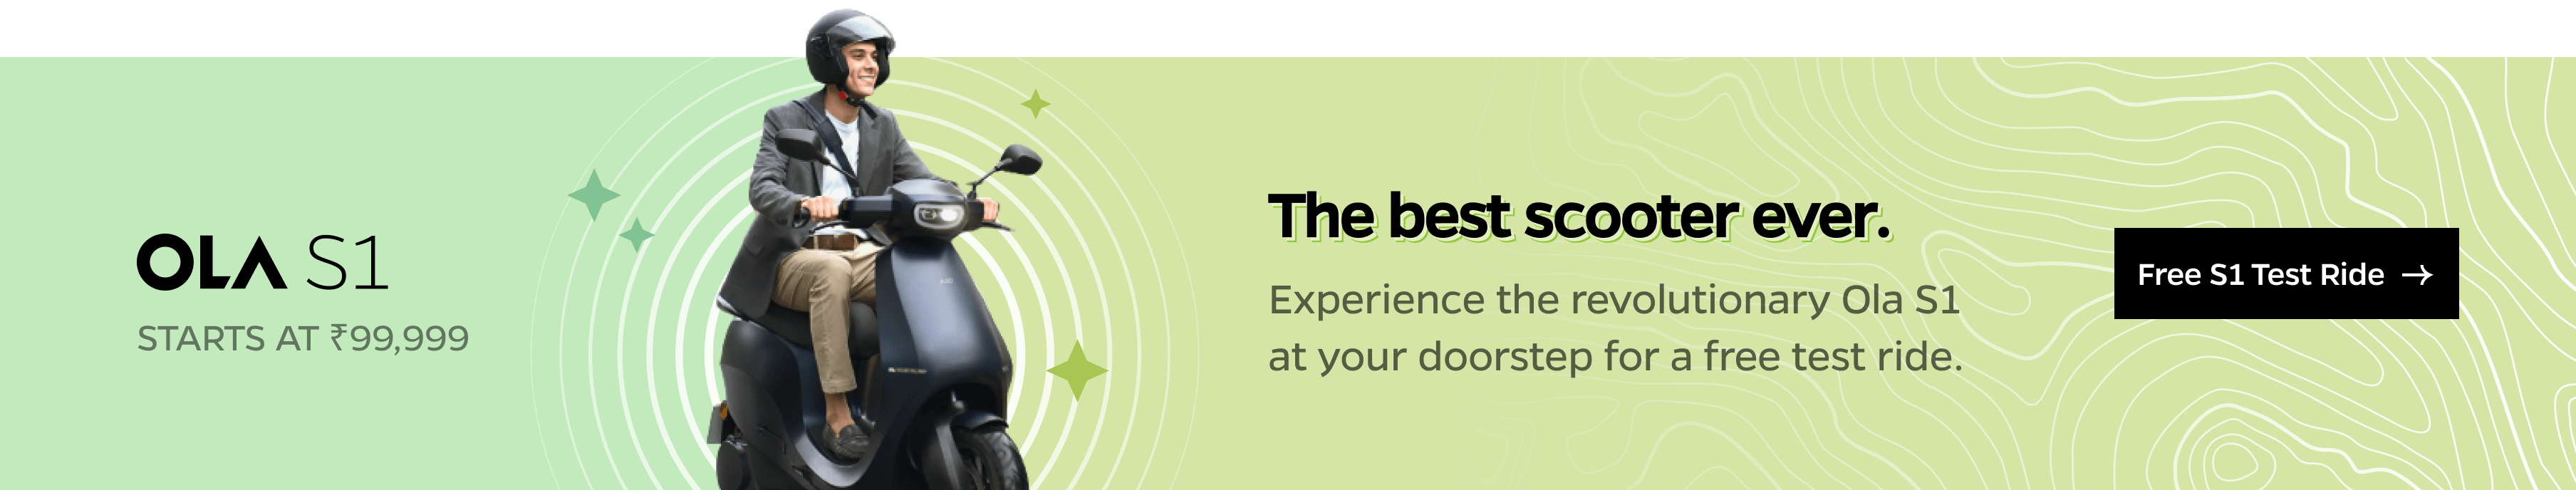 OLA S1
STARTS AT ₹99,999
The best scooter ever.
Experience the revolutionary Ola S1
at your doorstep for a free test ride.
Free S1 Test Ride →